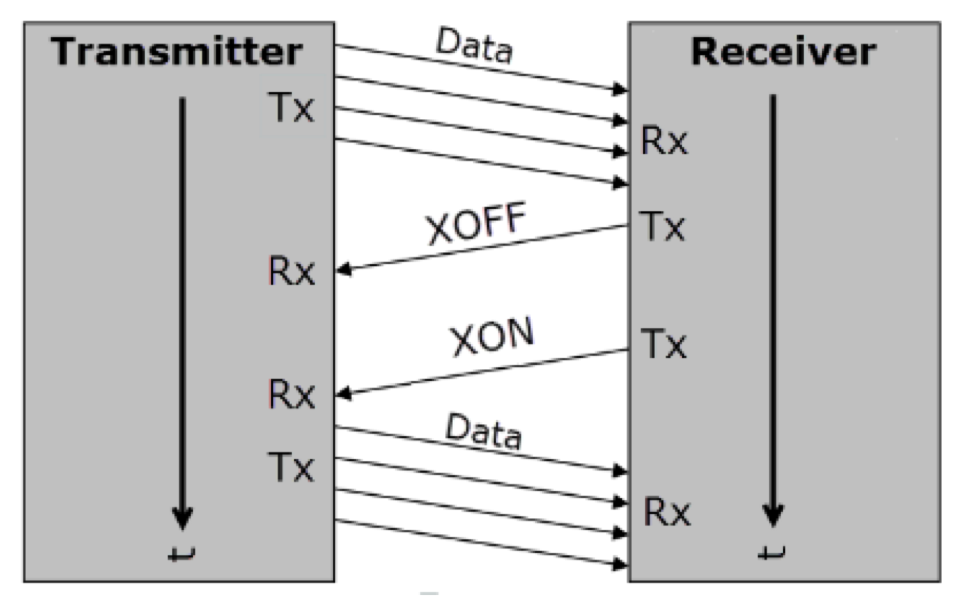 Transmitter
Data
Receiver
Tx
Rx
XOFF
Tx
Rx
XON
Tx
Rx
Data
Tx
Rx
t
t